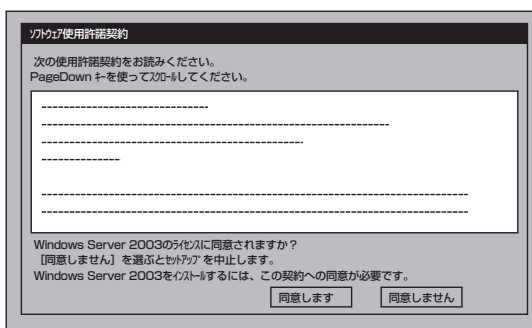 ソフトウェア使用許諾契約
次の使用許諾契約をお読みください。
PageDown キーを使ってスクロールしてください。
Windows Server 2003のライセンスに同意されますか?
[同意しません] を選ぶとセットアップを中止します。
Windows Server 2003をインストールするには、この契約への同意が必要です。
同意します 同意しません